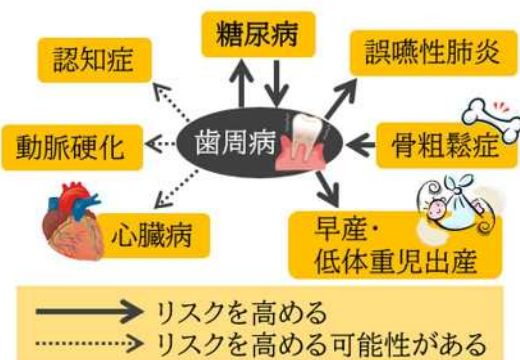 糖尿病
認知症
誤嚥性肺炎
動脈硬化
歯周病
骨粗鬆症
心臓病
早産・
低体重児出産
リスクを高める
リスクを高める可能性がある